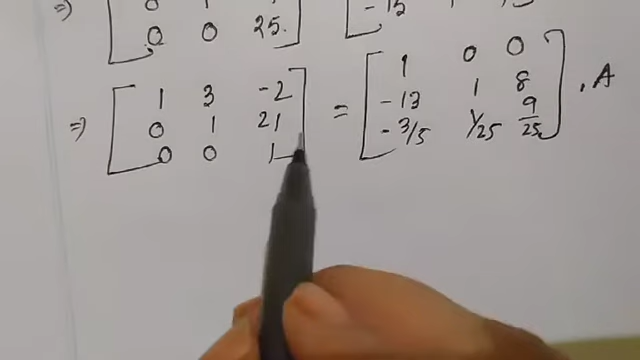 => 0 0 25. -15
1 3 -2 1 0 0
=> 0 1 21 = -13 1 8 . A
0 0 1 -3/5 1/25 9/25